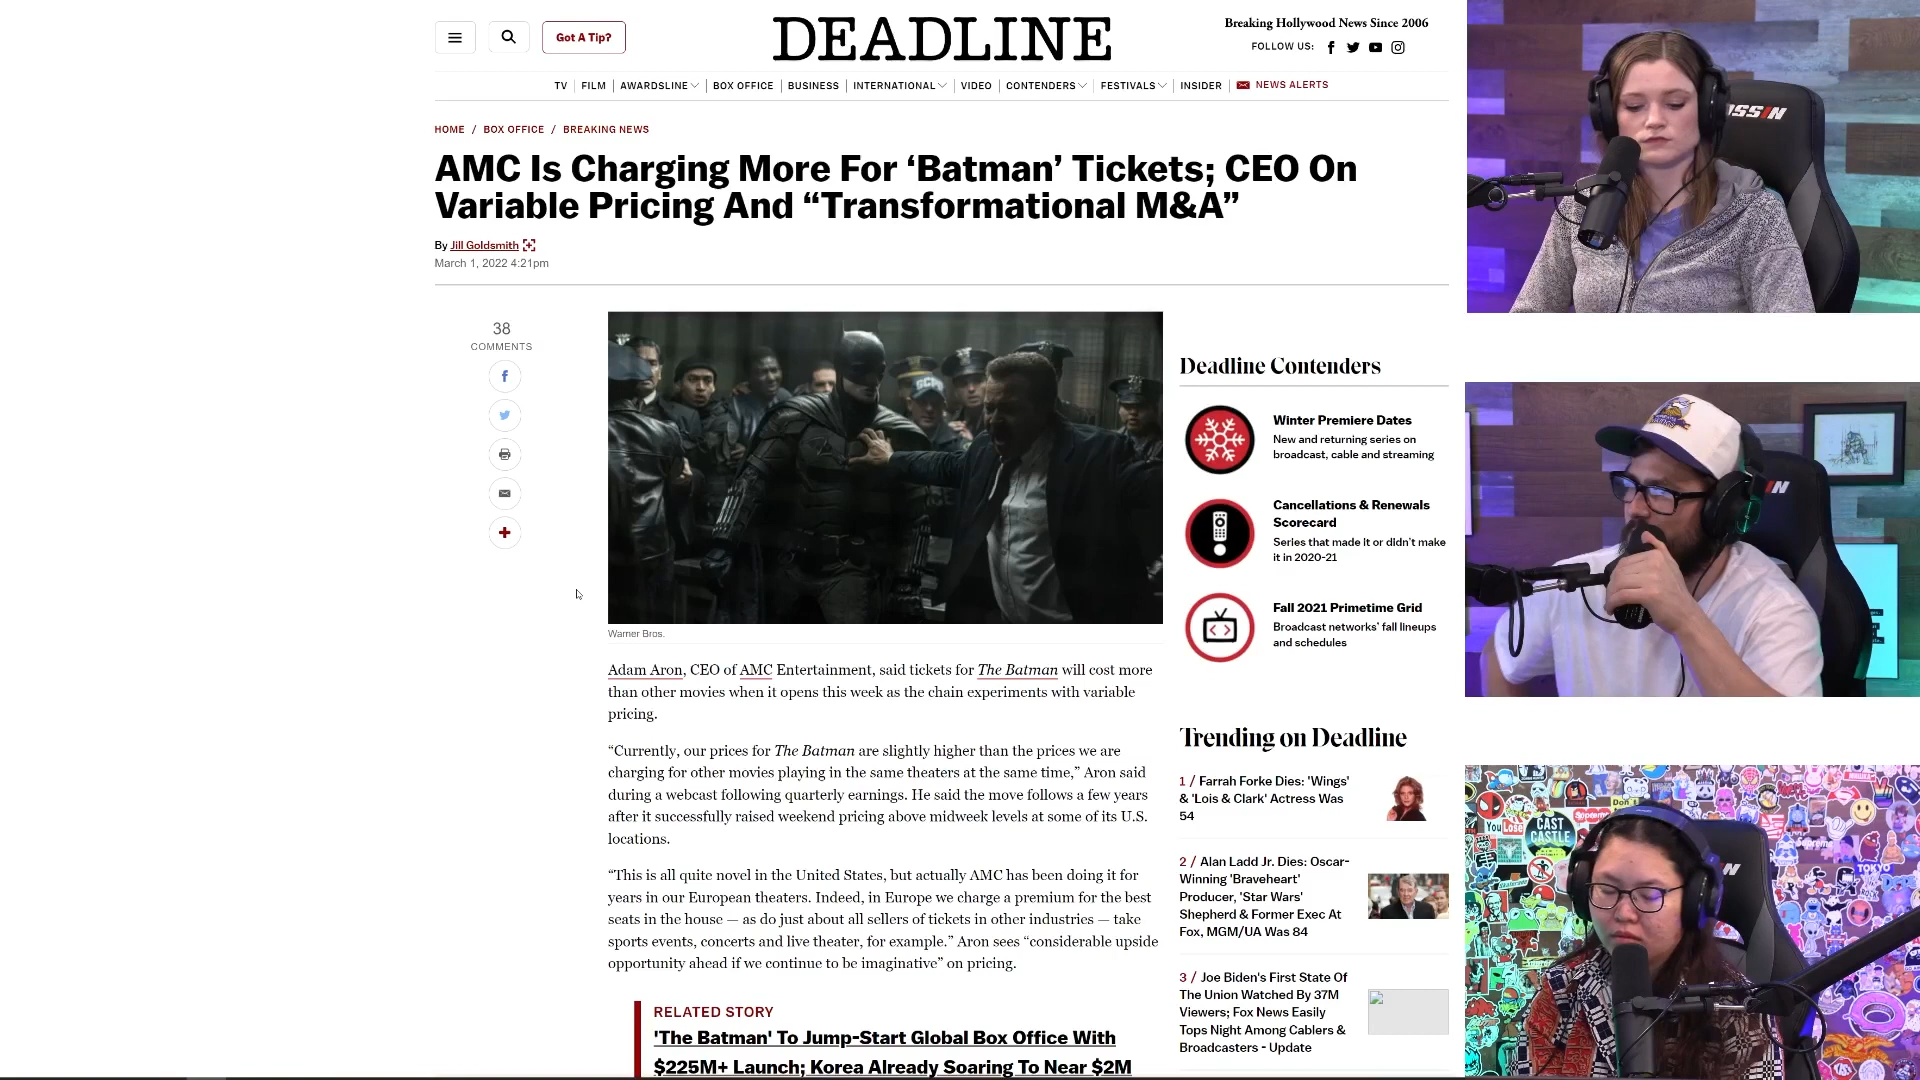 Got A Tip?
DEADLINE
Breaking Hollywood News Since 2006
FOLLOW US:
TV FILM AWARDSLINE BOX OFFICE BUSINESS INTERNATIONAL VIDEO CONTENDERS FESTIVALS INSIDER NEWS ALERTS
HOME / BOX OFFICE / BREAKING NEWS
AMC Is Charging More For ‘Batman’ Tickets; CEO On
Variable Pricing And “Transformational M&A”
By Jill Goldsmith
March 1, 2022 4:21pm
38
COMMENTS
Warner Bros.
Adam Aron, CEO of AMC Entertainment, said tickets for The Batman will cost more
than other movies when it opens this week as the chain experiments with variable
pricing.
“Currently, our prices for The Batman are slightly higher than the prices we are
charging for other movies playing in the same theaters at the same time,” Aron said
during a webcast following quarterly earnings. He said the move follows a few years
after it successfully raised weekend pricing above midweek levels at some of its U.S.
locations.
“This is all quite novel in the United States, but actually AMC has been doing it for
years in our European theaters. Indeed, in Europe we charge a premium for the best
seats in the house — as do just about all sellers of tickets in other industries — take
sports events, concerts and live theater, for example.” Aron sees “considerable upside
opportunity ahead if we continue to be imaginative” on pricing.
RELATED STORY
'The Batman' To Jump-Start Global Box Office With
$225M+ Launch; Korea Already Soaring To Near $2M
Deadline Contenders
Winter Premiere Dates
New and returning series on
broadcast, cable and streaming
Cancellations & Renewals
Scorecard
Series that made it or didn't make
it in 2020-21
Fall 2021 Primetime Grid
Broadcast networks' fall lineups
and schedules
Trending on Deadline
1 / Farrah Forke Dies: 'Wings'
& 'Lois & Clark' Actress Was
54
2 / Alan Ladd Jr. Dies: Oscar-
Winning 'Braveheart'
Producer, 'Star Wars'
Shepherd & Former Exec At
Fox, MGM/UA Was 84
3 / Joe Biden's First State Of
The Union Watched By 37M
Viewers; Fox News Easily
Tops Night Among Cablers &
Broadcasters - Update
You Lose
CAST
CASTLE
Supreme
TOKYO